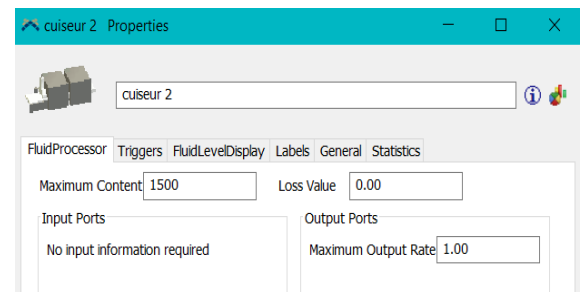 cuiseur 2 Properties
cuiseur 2
FluidProcessor Triggers FluidLevelDisplay Labels General Statistics
Maximum Content 1500 Loss Value 0.00
Input Ports Output Ports
No input information required Maximum Output Rate 1.00